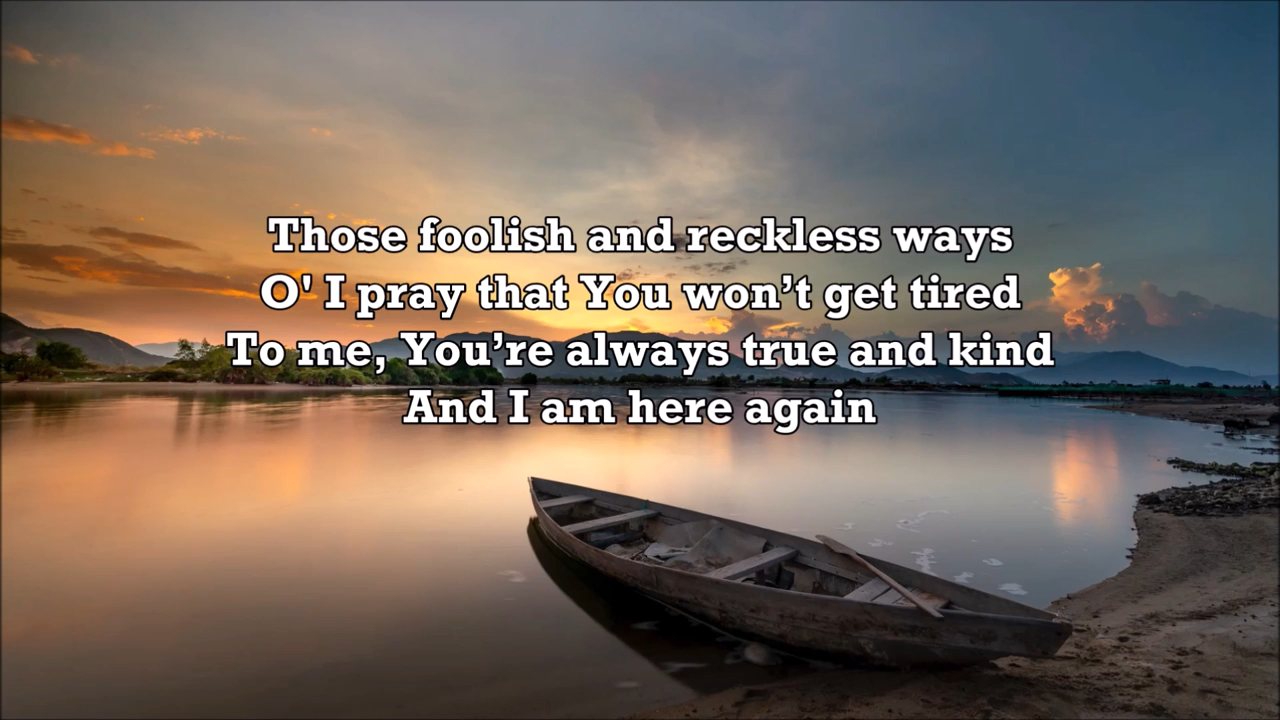 Those foolish and reckless ways
O' I pray that You won’t get tired
To me, You’re always true and kind
And I am here again